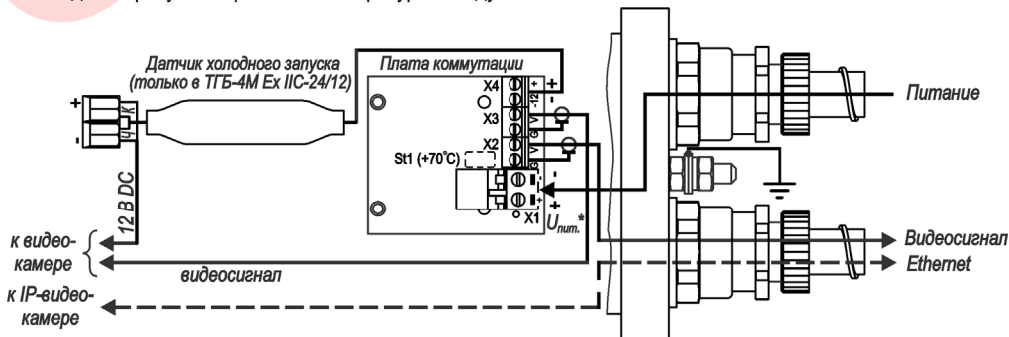 Датчик холодного запуска
(только в ТГБ-4М Ex IIC-24/12)
Плата коммутации
X4
+
-12
+
-
X3
V
G
X2
V
G
St1 (+70°C)
-
+
-
+
X1
Uпит.*
+
-
К
Ч
12 В DC
к видео-
камере
видеосигнал
к IP-видео-
камере
Питание
Видеосигнал
Ethernet